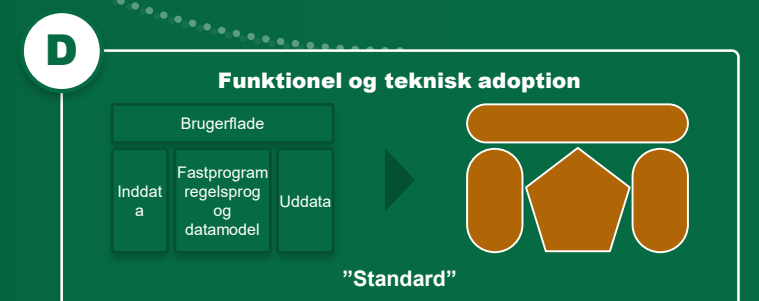 D
Funktionel og teknisk adoption
Brugerflade
Inddat
a
Fastprogram
regelsprog
og
datamodel
Uddata
”Standard”